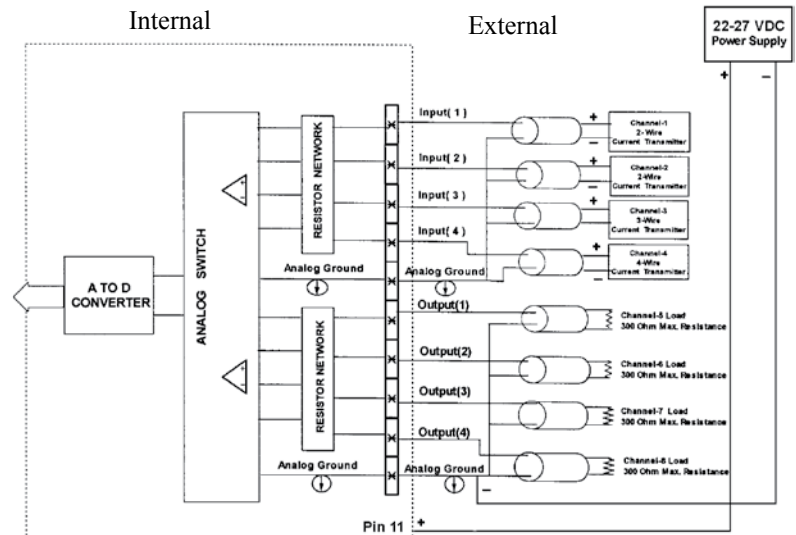 Internal
External
22-27 VDC
Power Supply
+
−
Input( 1 )
+
Channel-1
2- Wire
Current Transmitter
−
Input( 2 )
+
Channel-2
2-Wire
Current Transmitter
−
Input( 3 )
+
Channel-3
3-Wire
Current Transmitter
−
Input( 4 )
+
Channel-4
4-Wire
Current Transmitter
−
RESISTOR NETWORK
Analog Ground
Analog Ground
ANALOG SWITCH
A TO D
CONVERTER
Output(1)
Channel-5 Load
300 Ohm Max. Resistance
Output(2)
Channel-6 Load
300 Ohm Max. Resistance
Output(3)
Channel-7 Load
300 Ohm Max. Resistance
Output(4)
Channel-8 Load
300 Ohm Max. Resistance
RESISTOR NETWORK
Analog Ground
Analog Ground
−
Pin 11
+